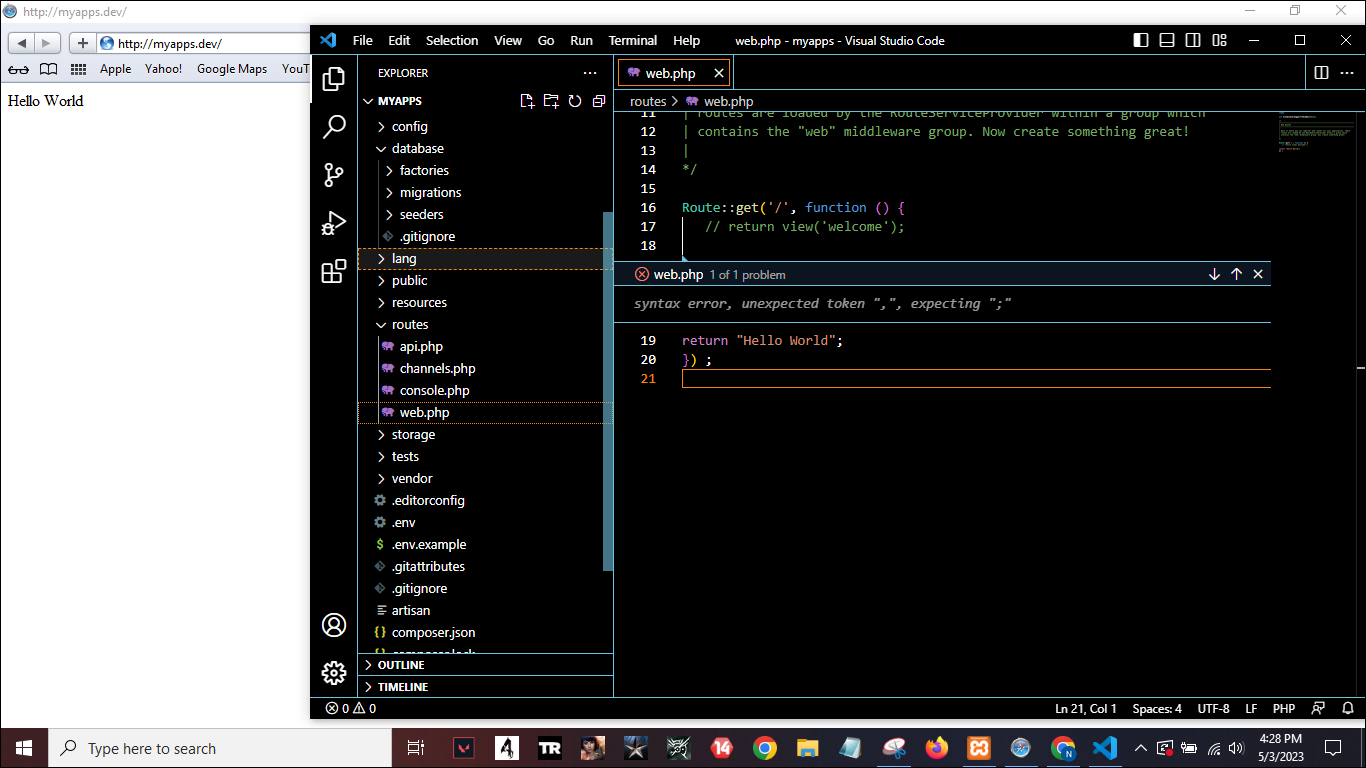 http://myapps.dev/
http://myapps.dev/
Apple Yahoo! Google Maps YouT
Hello World
File Edit Selection View Go Run Terminal Help
web.php - myapps - Visual Studio Code
EXPLORER
MYAPPS
config
database
factories
migrations
seeders
.gitignore
lang
public
resources
routes
api.php
channels.php
console.php
web.php
storage
tests
vendor
.editorconfig
.env
$ .env.example
.gitattributes
.gitignore
artisan
{} composer.json
{} composer.lock
OUTLINE
TIMELINE
web.php
routes > web.php
11 | routes are loaded by the RouteServiceProvider within a group which
12 | contains the "web" middleware group. Now create something great!
13 |
14 */
15
16 Route::get('/', function () {
17 // return view('welcome');
18
web.php 1 of 1 problem
syntax error, unexpected token ",", expecting ";"
19 return "Hello World";
20 }) ;
21
0 0
Ln 21, Col 1 Spaces: 4 UTF-8 LF PHP
Type here to search
4
TR
14
N
4:28 PM
5/3/2023